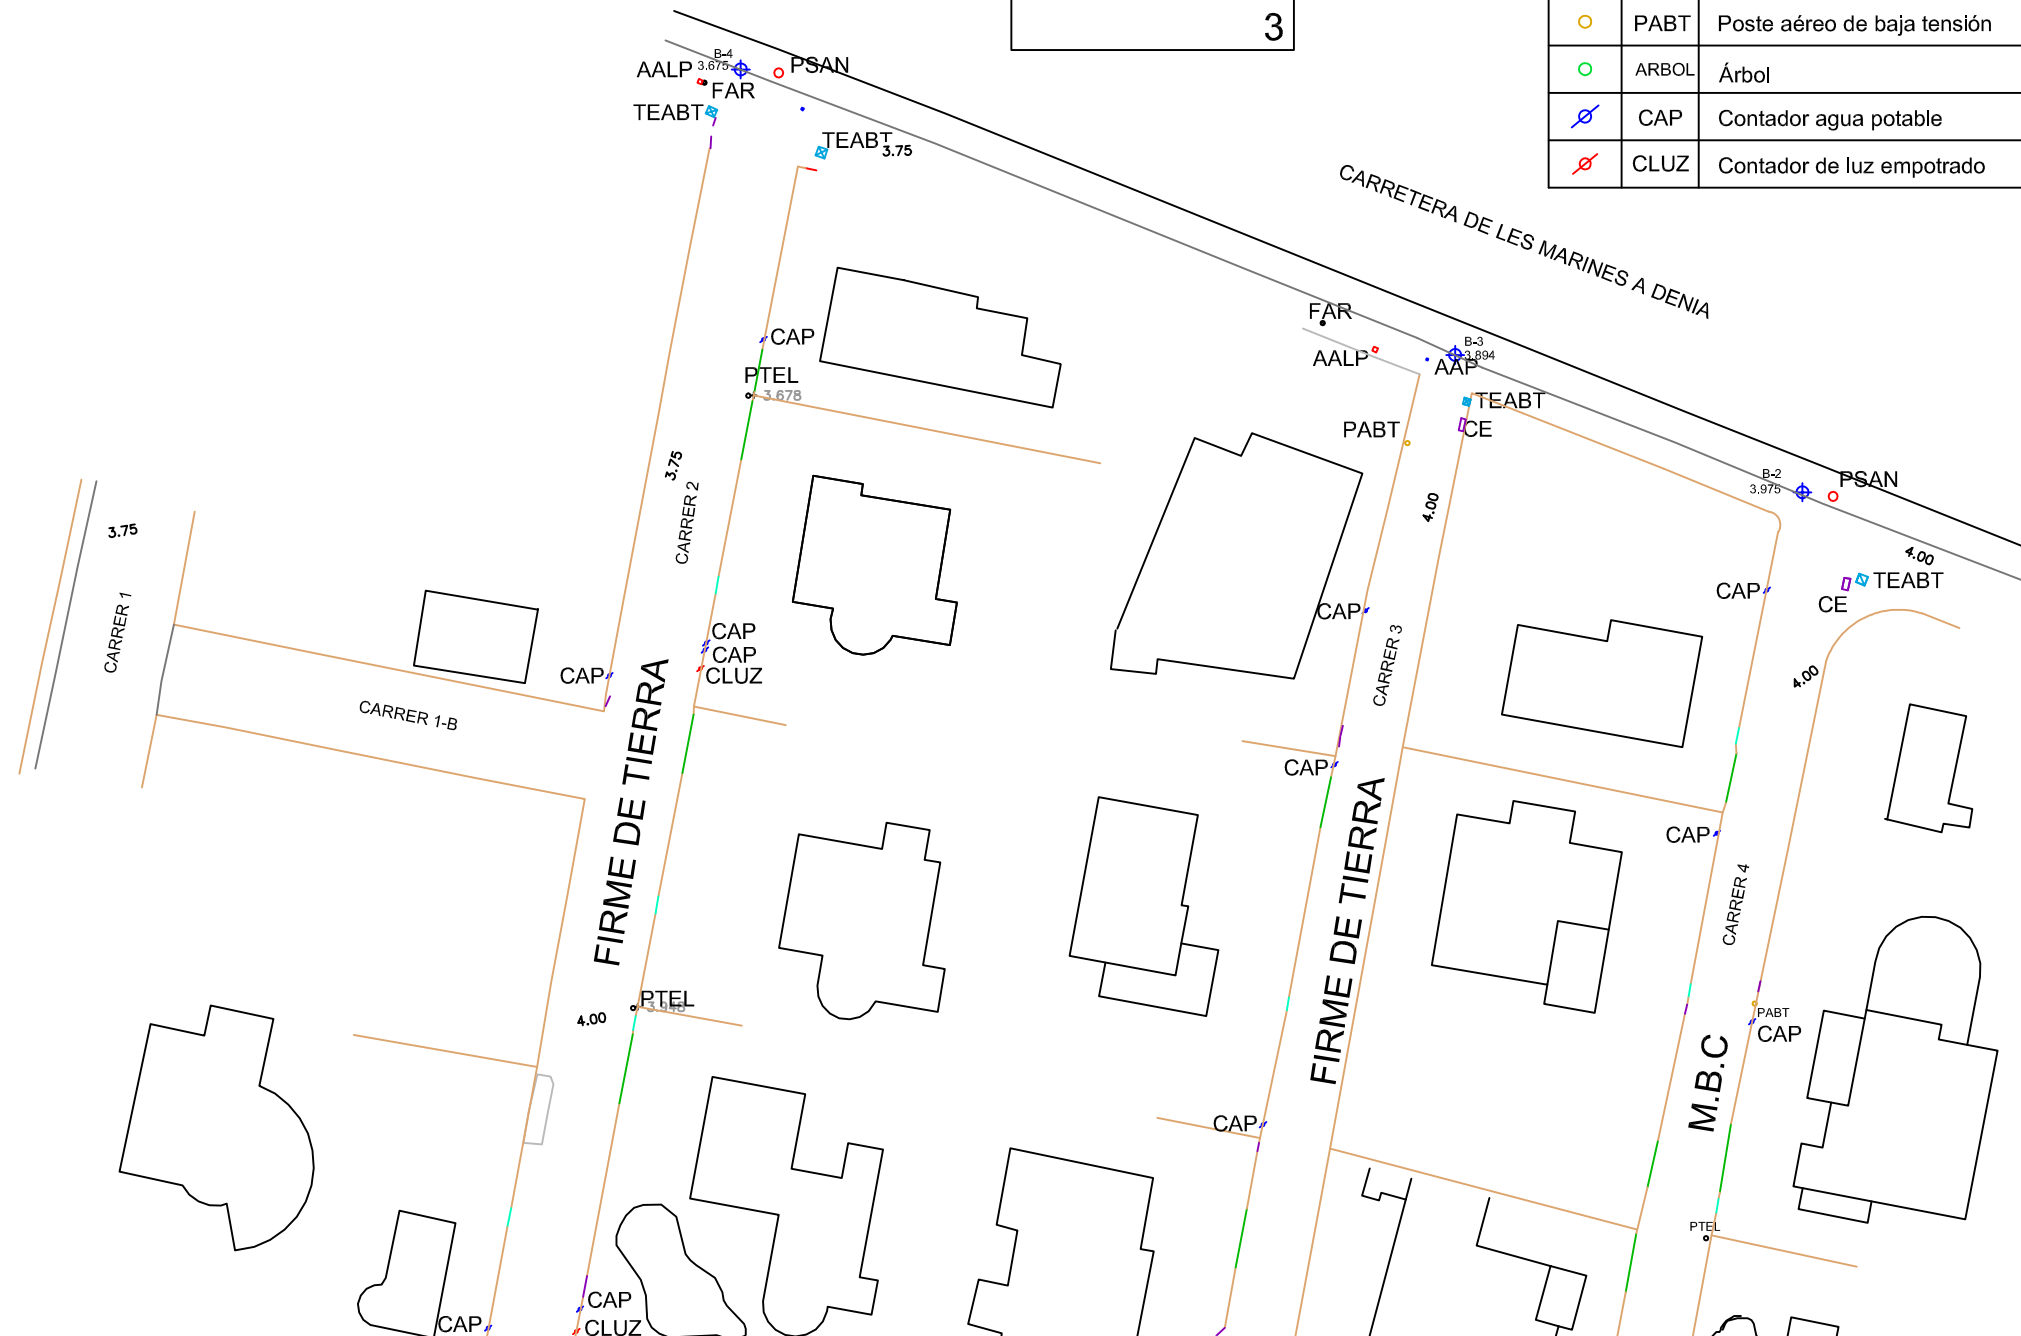 3
PABT Poste aéreo de baja tensión
ARBOL Árbol
CAP Contador agua potable
CLUZ Contador de luz empotrado
B-4
3.675
PSAN
AALP
FAR
TEABT
TEABT
3.75
CARRETERA DE LES MARINES A DENIA
FAR
B-3
3.894
AALP
AAP
CAP
PTEL
3.678
TEABT
PABT
CE
3.75
CARRER 2
B-2
3.975
PSAN
4.00
4.00
3.75
TEABT
CE
CAP
CARRER 1
CAP
CAP
CAP
CLUZ
CAP
CARRER 3
4.00
CARRER 1-B
FIRME DE TIERRA
CAP
FIRME DE TIERRA
CAP
CARRER 4
PTEL
3.948
4.00
PABT
CAP
M.B.C
CAP
PTEL
CAP
CAP
CLUZ